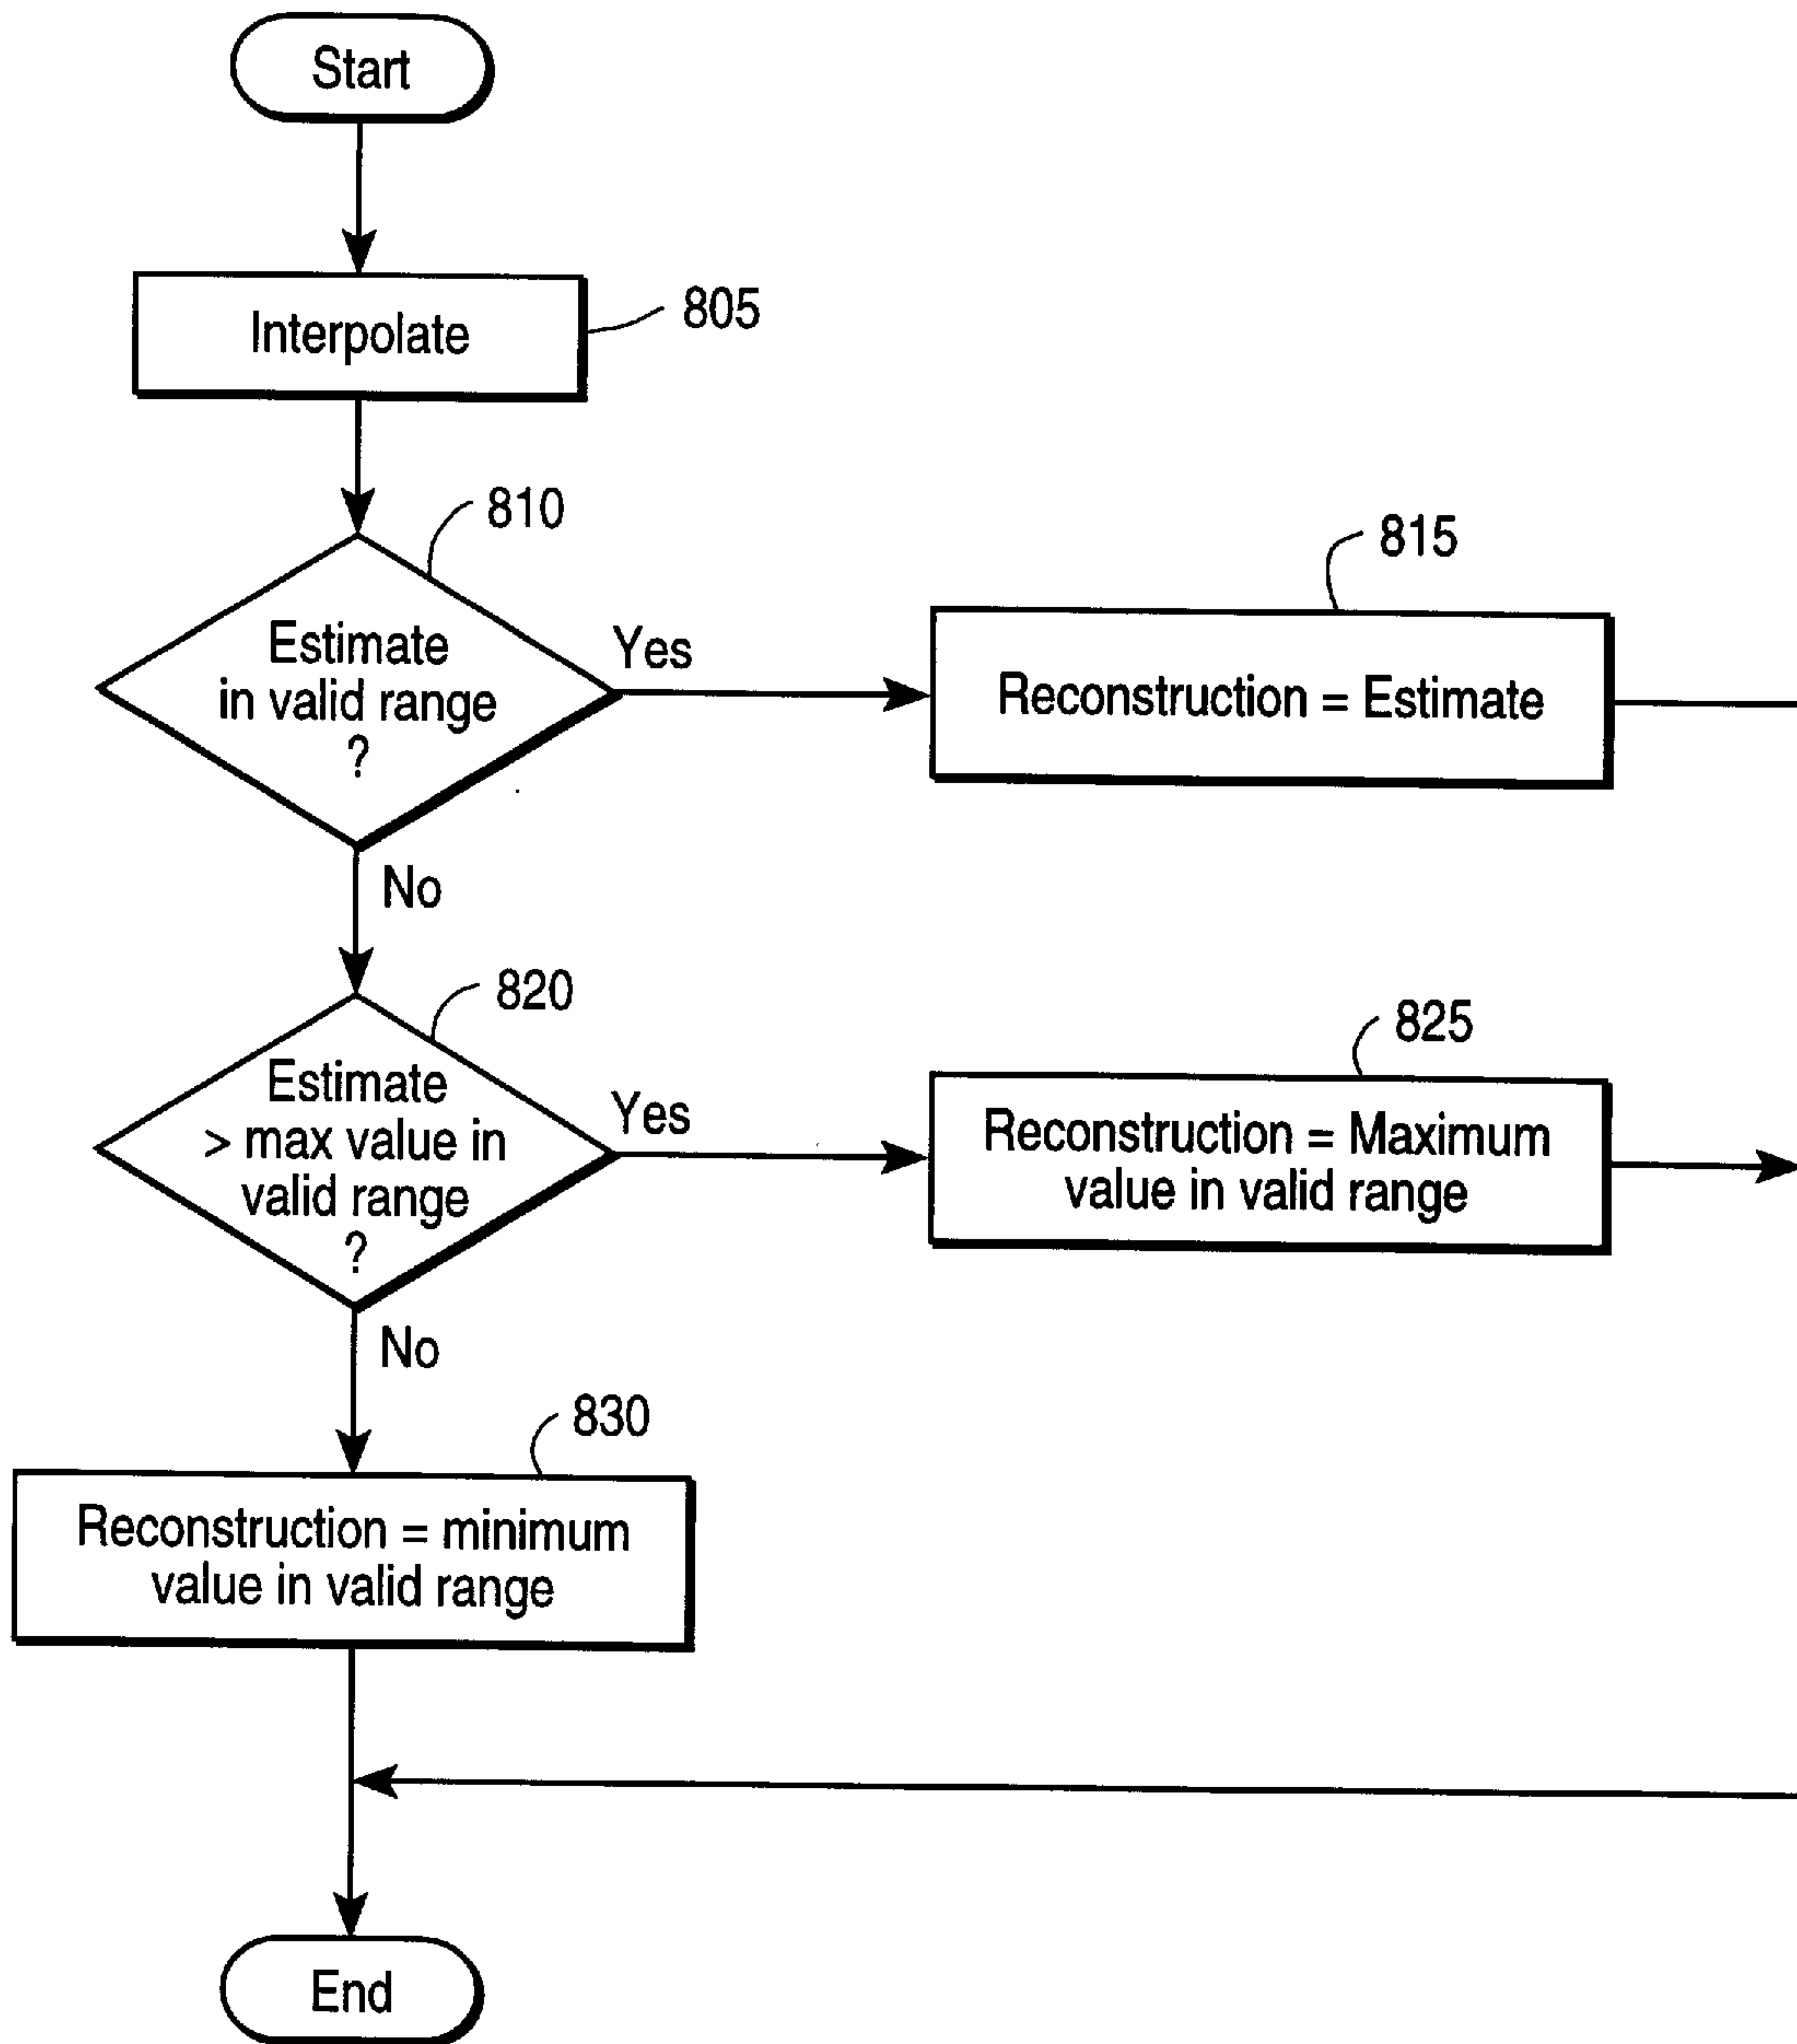 Start
Interpolate
805
810
Estimate
in valid range
?
Yes
815
Reconstruction = Estimate
No
820
Estimate
> max value in
valid range
?
Yes
825
Reconstruction = Maximum
value in valid range
No
830
Reconstruction = minimum
value in valid range
End